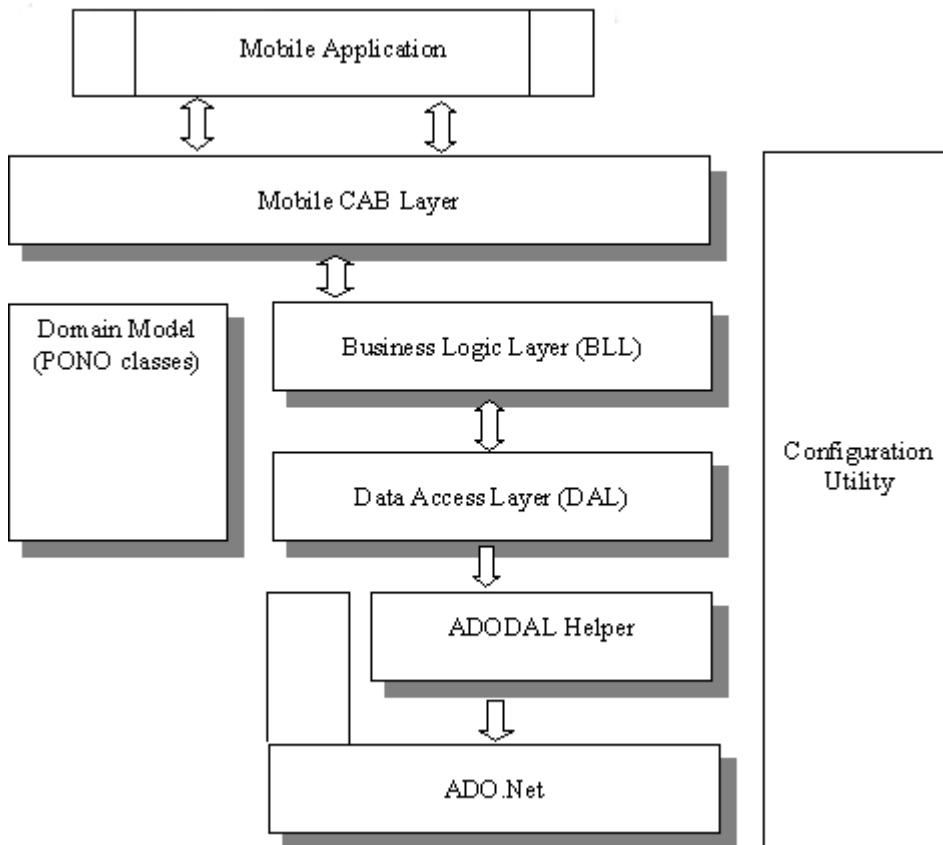 Mobile Application
Mobile CAB Layer
Domain Model
(PONO classes)
Business Logic Layer (BLL)
Data Access Layer (DAL)
Configuration
Utility
ADODAL Helper
ADO.Net